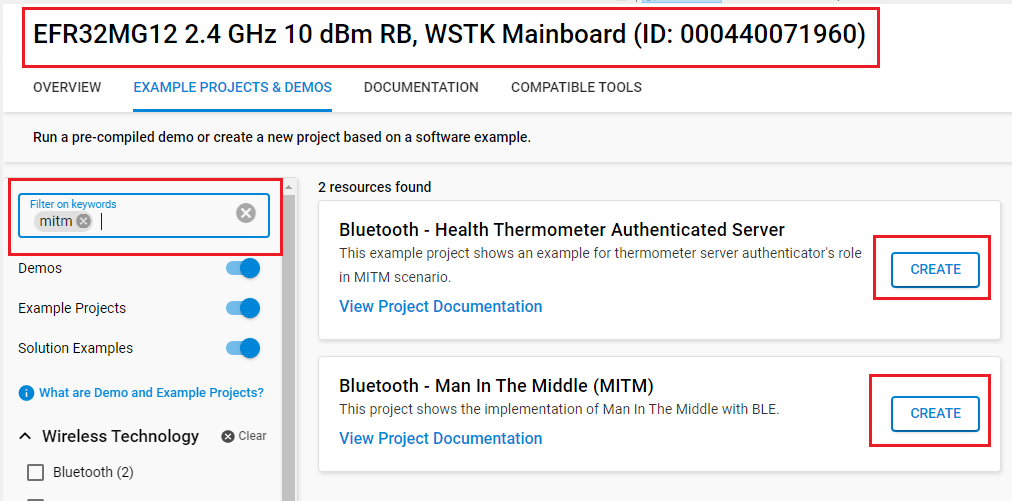 EFR32MG12 2.4 GHz 10 dBm RB, WSTK Mainboard (ID: 000440071960)
OVERVIEW EXAMPLE PROJECTS & DEMOS DOCUMENTATION COMPATIBLE TOOLS
Run a pre-compiled demo or create a new project based on a software example.
Filter on keywords
mitm
Demos
Example Projects
Solution Examples
What are Demo and Example Projects?
Wireless Technology Clear
Bluetooth (2)
2 resources found
Bluetooth - Health Thermometer Authenticated Server
This example project shows an example for thermometer server authenticator's role
in MITM scenario.
View Project Documentation
CREATE
Bluetooth - Man In The Middle (MITM)
This project shows the implementation of Man In The Middle with BLE.
View Project Documentation
CREATE